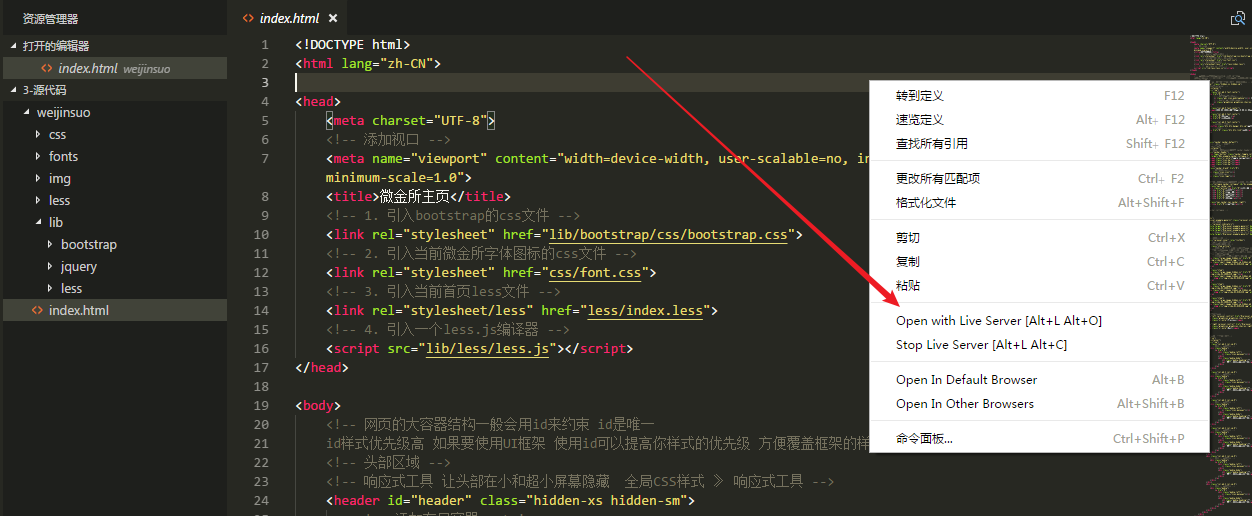 资源管理器
打开的编辑器
index.html weijinsuo
3-源代码
weijinsuo
css
fonts
img
less
lib
bootstrap
jquery
less
index.html
index.html
1 <!DOCTYPE html>
2 <html lang="zh-CN">
3
4 <head>
5 <meta charset="UTF-8">
6 <!-- 添加视口 -->
7 <meta name="viewport" content="width=device-width, user-scalable=no, in
minimum-scale=1.0">
8 <title>微金所主页</title>
9 <!-- 1. 引入bootstrap的css文件 -->
10 <link rel="stylesheet" href="lib/bootstrap/css/bootstrap.css">
11 <!-- 2. 引入当前微金所字体图标的css文件 -->
12 <link rel="stylesheet" href="css/font.css">
13 <!-- 3. 引入当前首页less文件 -->
14 <link rel="stylesheet/less" href="less/index.less">
15 <!-- 4. 引入一个less.js编译器 -->
16 <script src="lib/less/less.js"></script>
17 </head>
18
19 <body>
20 <!-- 网页的大容器结构一般会用id来约束 id是唯一
21 id样式优先级高 如果要使用UI框架 使用id可以提高你样式的优先级 方便覆盖框架的样
22 <!-- 头部区域 -->
23 <!-- 响应式工具 让头部在小和超小屏幕隐藏 全局CSS样式 》 响应式工具 -->
24 <header id="header" class="hidden-xs hidden-sm">
转到定义 F12
速览定义 Alt+ F12
查找所有引用 Shift+ F12
更改所有匹配项 Ctrl+ F2
格式化文件 Alt+Shift+F
剪切 Ctrl+X
复制 Ctrl+C
粘贴 Ctrl+V
Open with Live Server [Alt+L Alt+O]
Stop Live Server [Alt+L Alt+C]
Open In Default Browser Alt+B
Open In Other Browsers Alt+Shift+B
命令面板... Ctrl+Shift+P